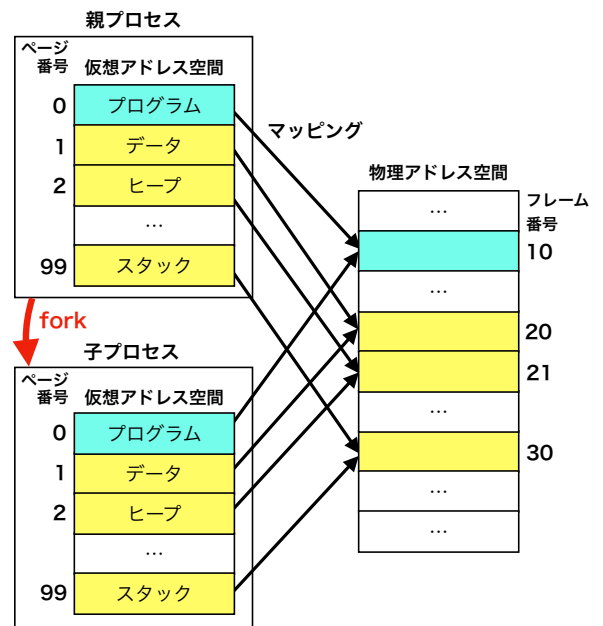 親プロセス
ページ
番号
仮想アドレス空間
0
プログラム
1
データ
2
ヒープ
…
99
スタック
マッピング
物理アドレス空間
フレーム
番号
…
10
…
20
21
…
30
…
…
fork
子プロセス
ページ
番号
仮想アドレス空間
0
プログラム
1
データ
2
ヒープ
…
99
スタック